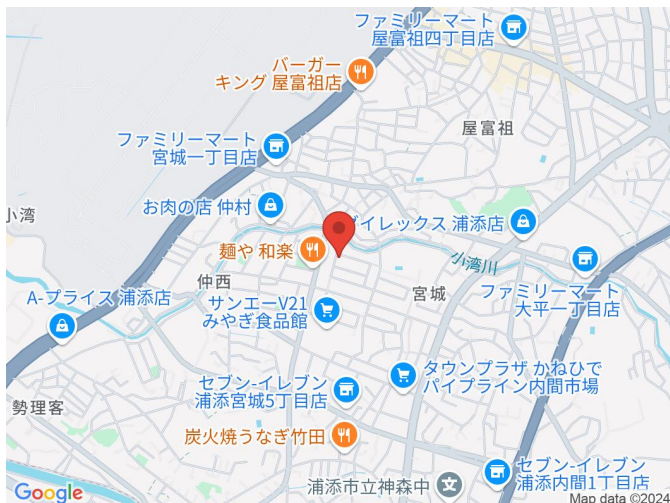 ファミリーマート
屋富祖四丁目店
バーガー
キング 屋富祖店
屋富祖
ファミリーマート
宮城一丁目店
小湾
お肉の店 仲村
ダイレックス 浦添店
麺や 和楽
小湾川
仲西
宮城
ファミリーマート
大平一丁目店
A-プライス 浦添店
サンエーV21
みやぎ食品館
タウンプラザ かねひで
パイプライン内間市場
セブン-イレブン
浦添宮城5丁目店
勢理客
炭火焼うなぎ竹田
セブン-イレブン
浦添内間1丁目店
浦添市立神森中
Google
Map data ©2024